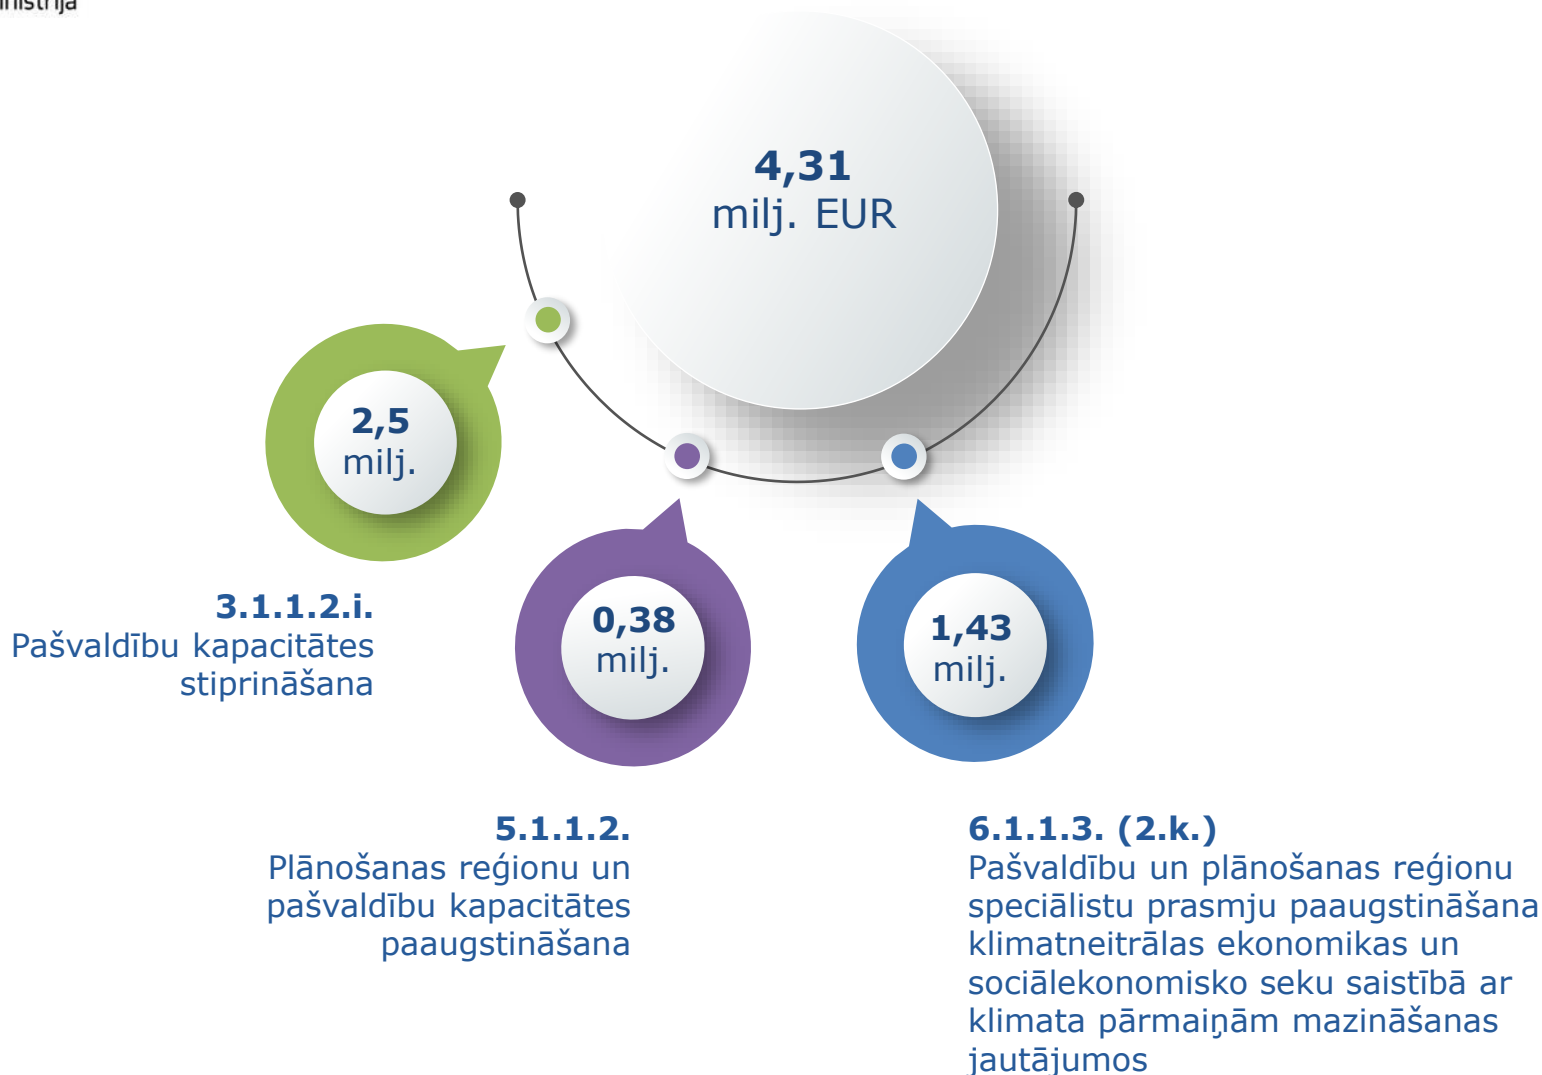 4,31
milj. EUR
2,5
milj.
3.1.1.2.i.
Pašvaldību kapacitātes
stiprināšana
0,38
milj.
5.1.1.2.
Plānošanas reģionu un
pašvaldību kapacitātes
paaugstināšana
1,43
milj.
6.1.1.3. (2.k.)
Pašvaldību un plānošanas reģionu
speciālistu prasmju paaugstināšana
klimatneitrālas ekonomikas un
sociālekonomisko seku saistībā ar
klimata pārmaiņām mazināšanas
jautājumos